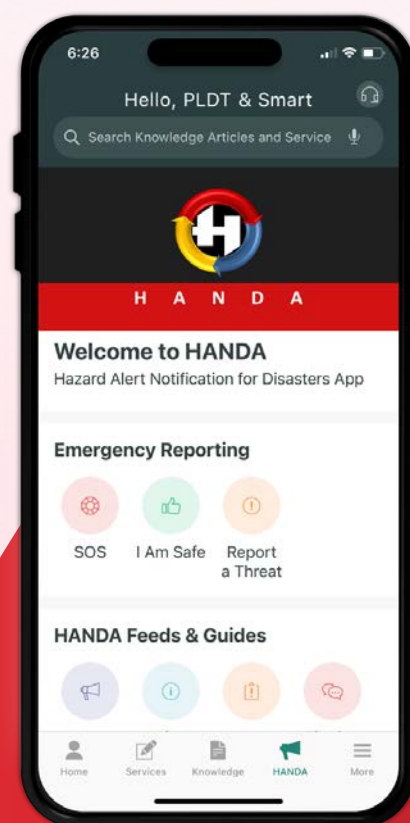 6:26
Hello, PLDT & Smart
Search Knowledge Articles and Service
H
H A N D A
Welcome to HANDA
Hazard Alert Notification for Disasters App
Emergency Reporting
SOS
I Am Safe
Report
a Threat
HANDA Feeds & Guides
Home
Services
Knowledge
HANDA
More